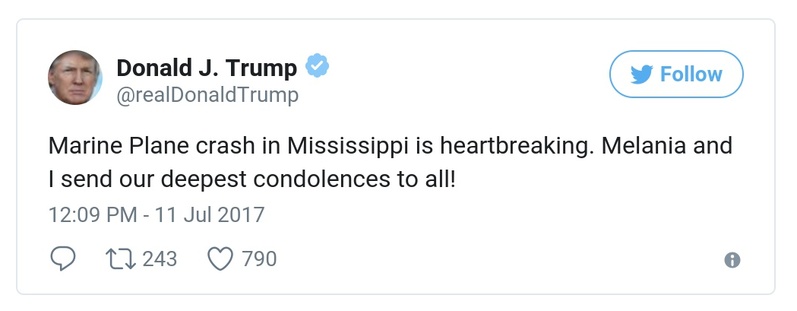 Donald J. Trump
Follow
@realDonaldTrump
Marine Plane crash in Mississippi is heartbreaking. Melania and
I send our deepest condolences to all!
12:09 PM - 11 Jul 2017
243 790